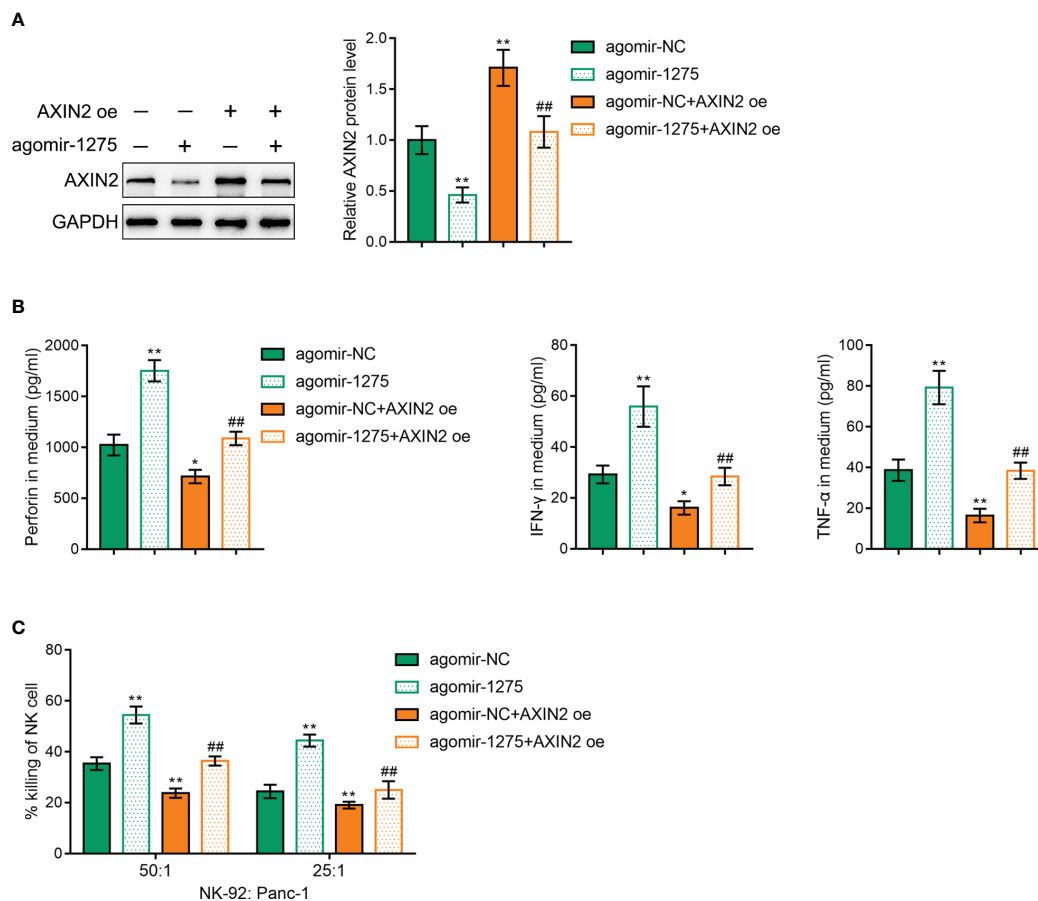 A
AXIN2 oe — — + +
agomir-1275 — + — +
AXIN2
GAPDH
Relative AXIN2 protein level
2.0
1.5
1.0
0.5
0.0
**
**
##
agomir-NC
agomir-1275
agomir-NC+AXIN2 oe
agomir-1275+AXIN2 oe
B
Perforin in medium (pg/ml)
2000
1500
1000
500
0
**
*
##
agomir-NC
agomir-1275
agomir-NC+AXIN2 oe
agomir-1275+AXIN2 oe
IFN-γ in medium (pg/ml)
80
60
40
20
0
**
*
##
TNF-α in medium (pg/ml)
100
80
60
40
20
0
**
**
##
C
% killing of NK cell
80
60
40
20
0
**
**
##
**
**
##
50:1 25:1
NK-92: Panc-1
agomir-NC
agomir-1275
agomir-NC+AXIN2 oe
agomir-1275+AXIN2 oe